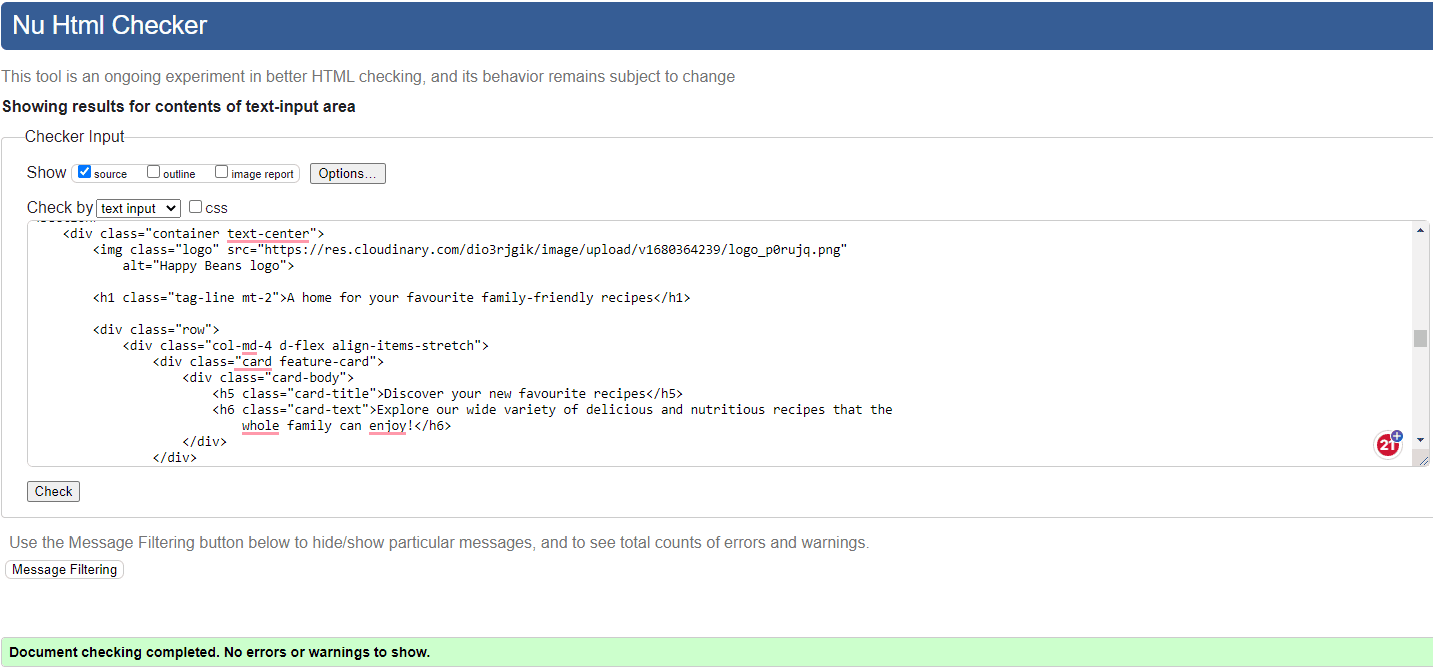 Nu Html Checker
This tool is an ongoing experiment in better HTML checking, and its behavior remains subject to change
Showing results for contents of text-input area
Checker Input
Show source outline image report Options...
Check by text input css
<div class="container text-center">
<img class="logo" src="https://res.cloudinary.com/dio3rjgik/image/upload/v1680364239/logo_p0rujq.png"
alt="Happy Beans logo">
<h1 class="tag-line mt-2">A home for your favourite family-friendly recipes</h1>
<div class="row">
<div class="col-md-4 d-flex align-items-stretch">
<div class="card feature-card">
<div class="card-body">
<h5 class="card-title">Discover your new favourite recipes</h5>
<h6 class="card-text">Explore our wide variety of delicious and nutritious recipes that the
whole family can enjoy!</h6>
</div>
21
</div>
Check
Use the Message Filtering button below to hide/show particular messages, and to see total counts of errors and warnings.
Message Filtering
Document checking completed. No errors or warnings to show.